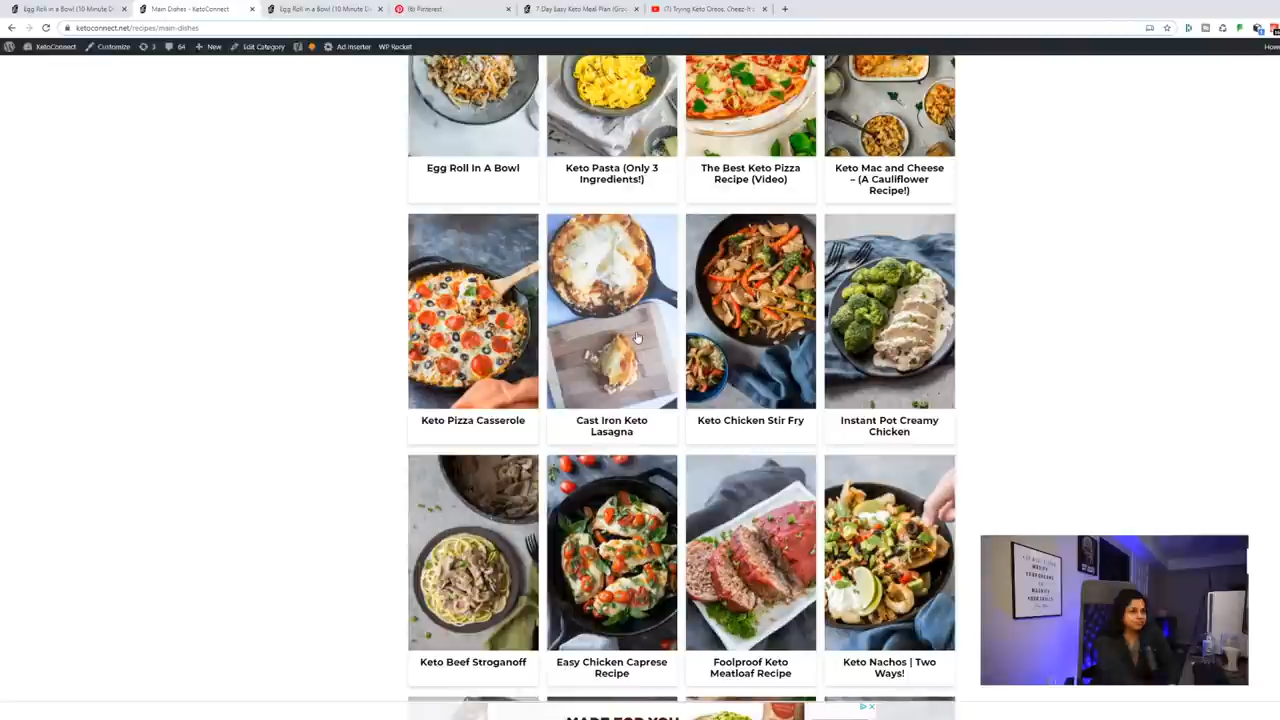 Egg Roll in a Bowl (10 Minute D
Main Dishes - KetoConnect
Egg Roll in a Bowl (10 Minute D
(6) Pinterest
7 Day Easy Keto Meal Plan (Gro
(7) Trying Keto Oreos, Cheez-It
ketoconnect.net/recipes/main-dishes
KetoConnect
Customize
3
64
New
Edit Category
Ad Inserter
WP Rocket
How
Egg Roll In A Bowl
Keto Pasta (Only 3
Ingredients!)
The Best Keto Pizza
Recipe (Video)
Keto Mac and Cheese
– (A Cauliflower
Recipe!)
Keto Pizza Casserole
Cast Iron Keto
Lasagna
Keto Chicken Stir Fry
Instant Pot Creamy
Chicken
Keto Beef Stroganoff
Easy Chicken Caprese
Recipe
Foolproof Keto
Meatloaf Recipe
Keto Nachos | Two
Ways!
MADE FOR YOU